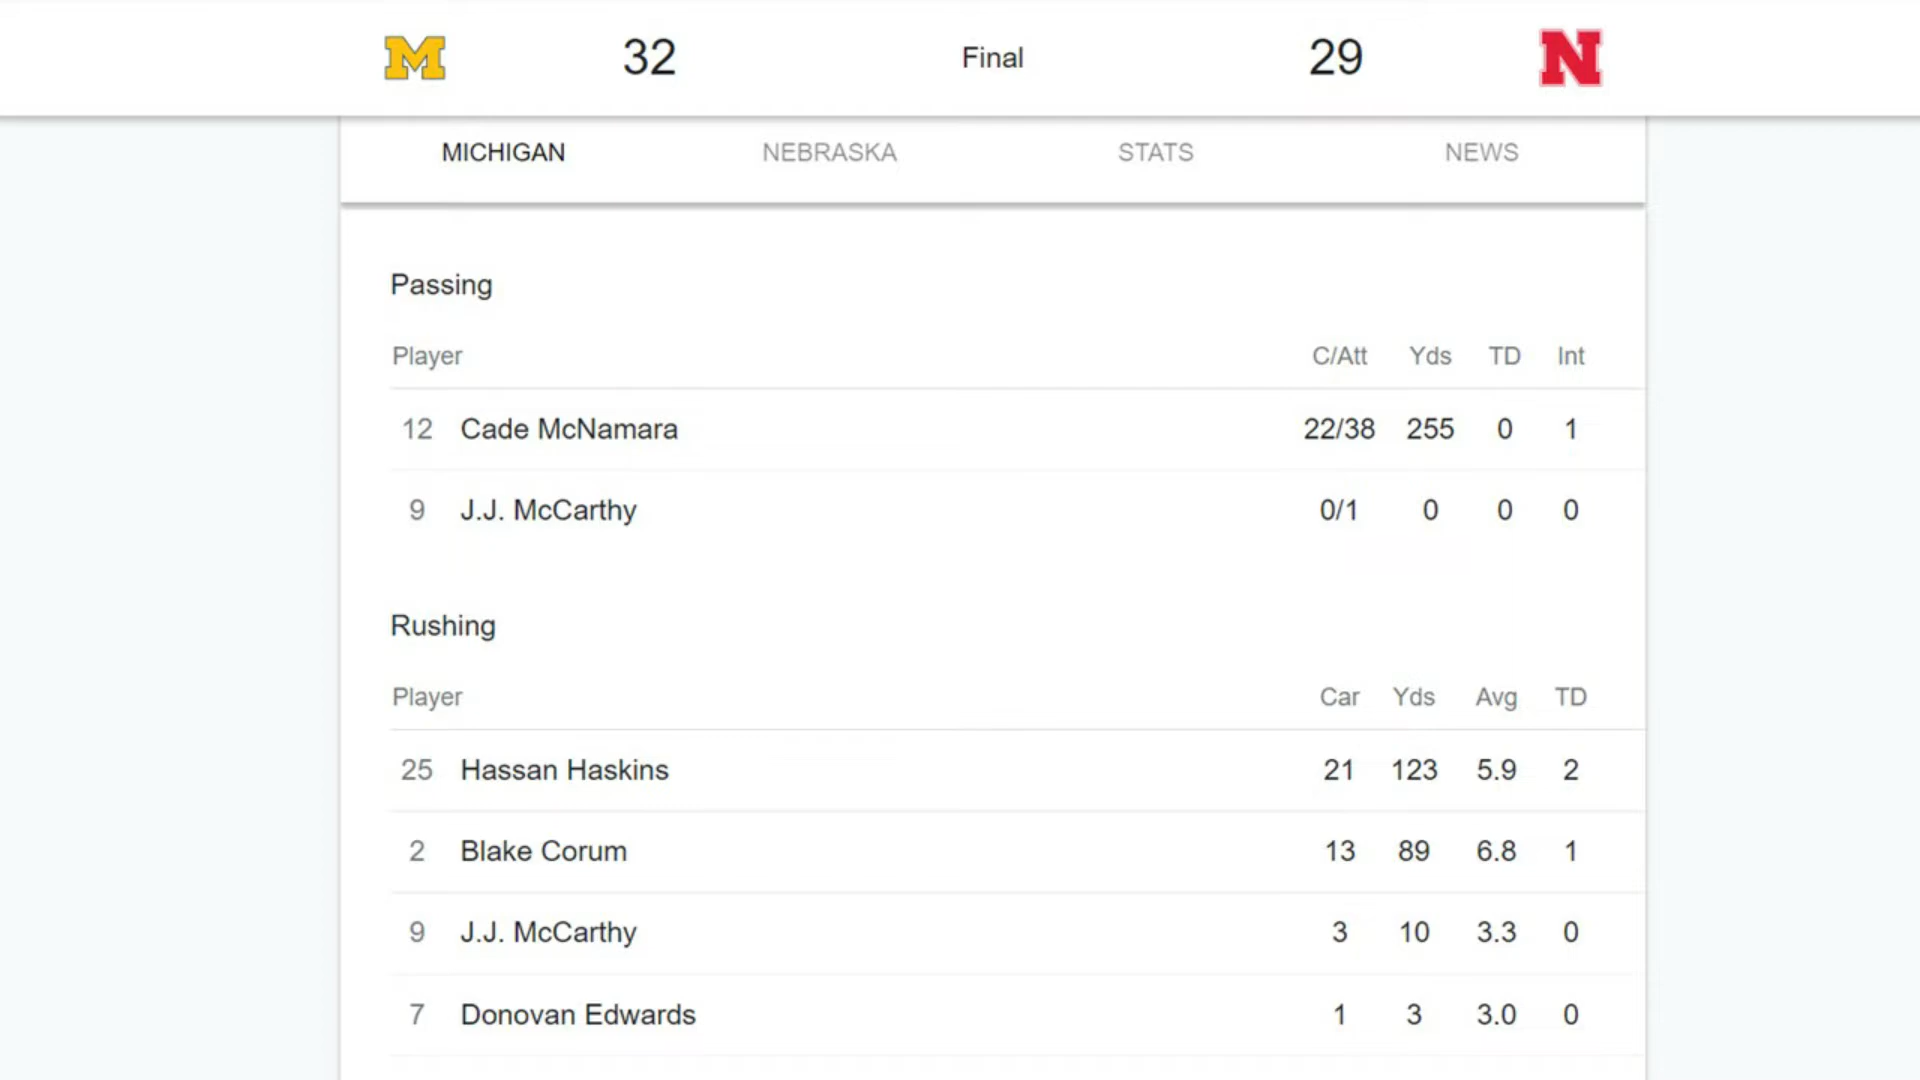 M 32 Final 29 N
MICHIGAN NEBRASKA STATS NEWS
Passing
Player C/Att Yds TD Int
12 Cade McNamara 22/38 255 0 1
9 J.J. McCarthy 0/1 0 0 0
Rushing
Player Car Yds Avg TD
25 Hassan Haskins 21 123 5.9 2
2 Blake Corum 13 89 6.8 1
9 J.J. McCarthy 3 10 3.3 0
7 Donovan Edwards 1 3 3.0 0